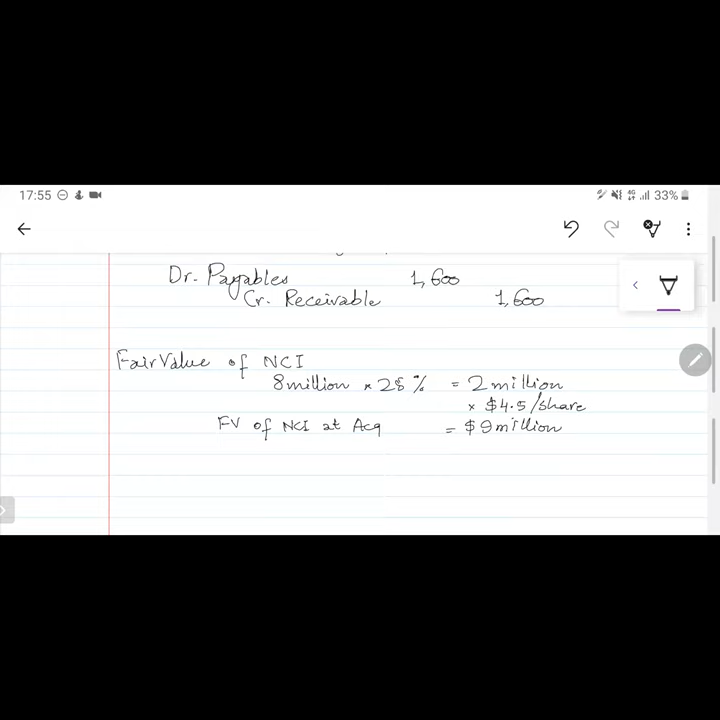 17:55 4G 33%
Dr. Payables 1,600
Cr. Receivable 1,600
Fair Value of NCI
8 million × 25% = 2 million
× $4.5/share
FV of NCI at Acq = $9 million